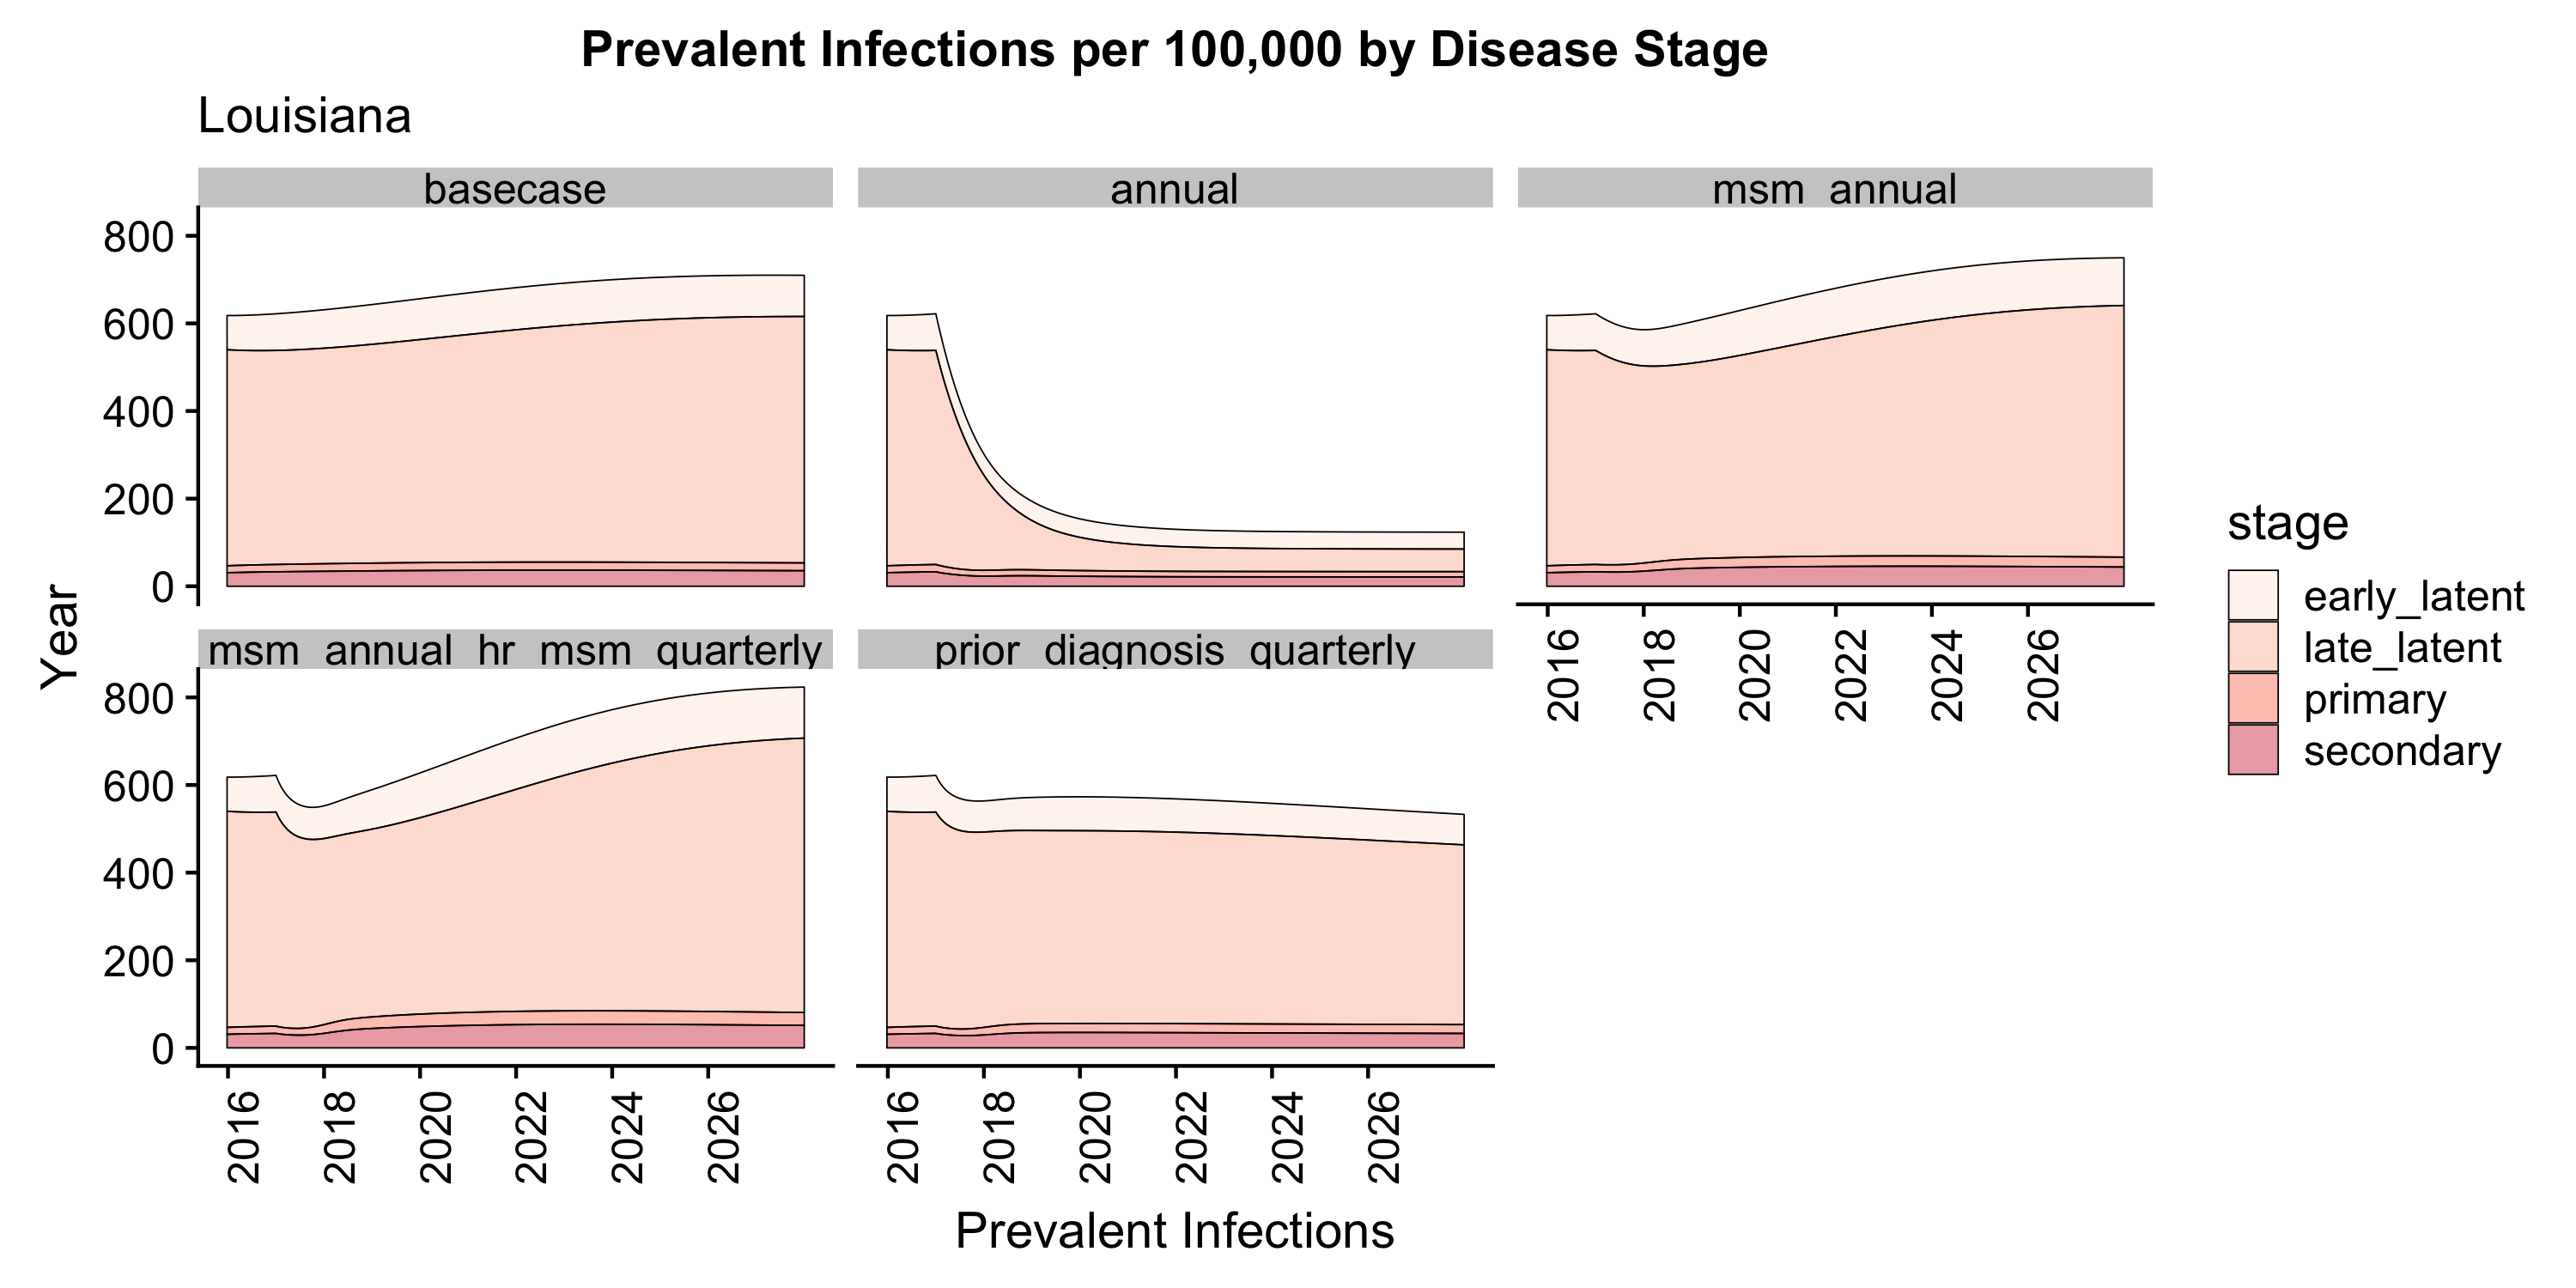 Prevalent Infections per 100,000 by Disease Stage
Louisiana
basecase
annual
msm annual
800
600
400
200
0
2016
2018
2020
2022
2024
2026
msm annual hr msm quarterly
prior diagnosis quarterly
800
600
400
200
0
2016
2018
2020
2022
2024
2026
2016
2018
2020
2022
2024
2026
Year
Prevalent Infections
stage
early_latent
late_latent
primary
secondary